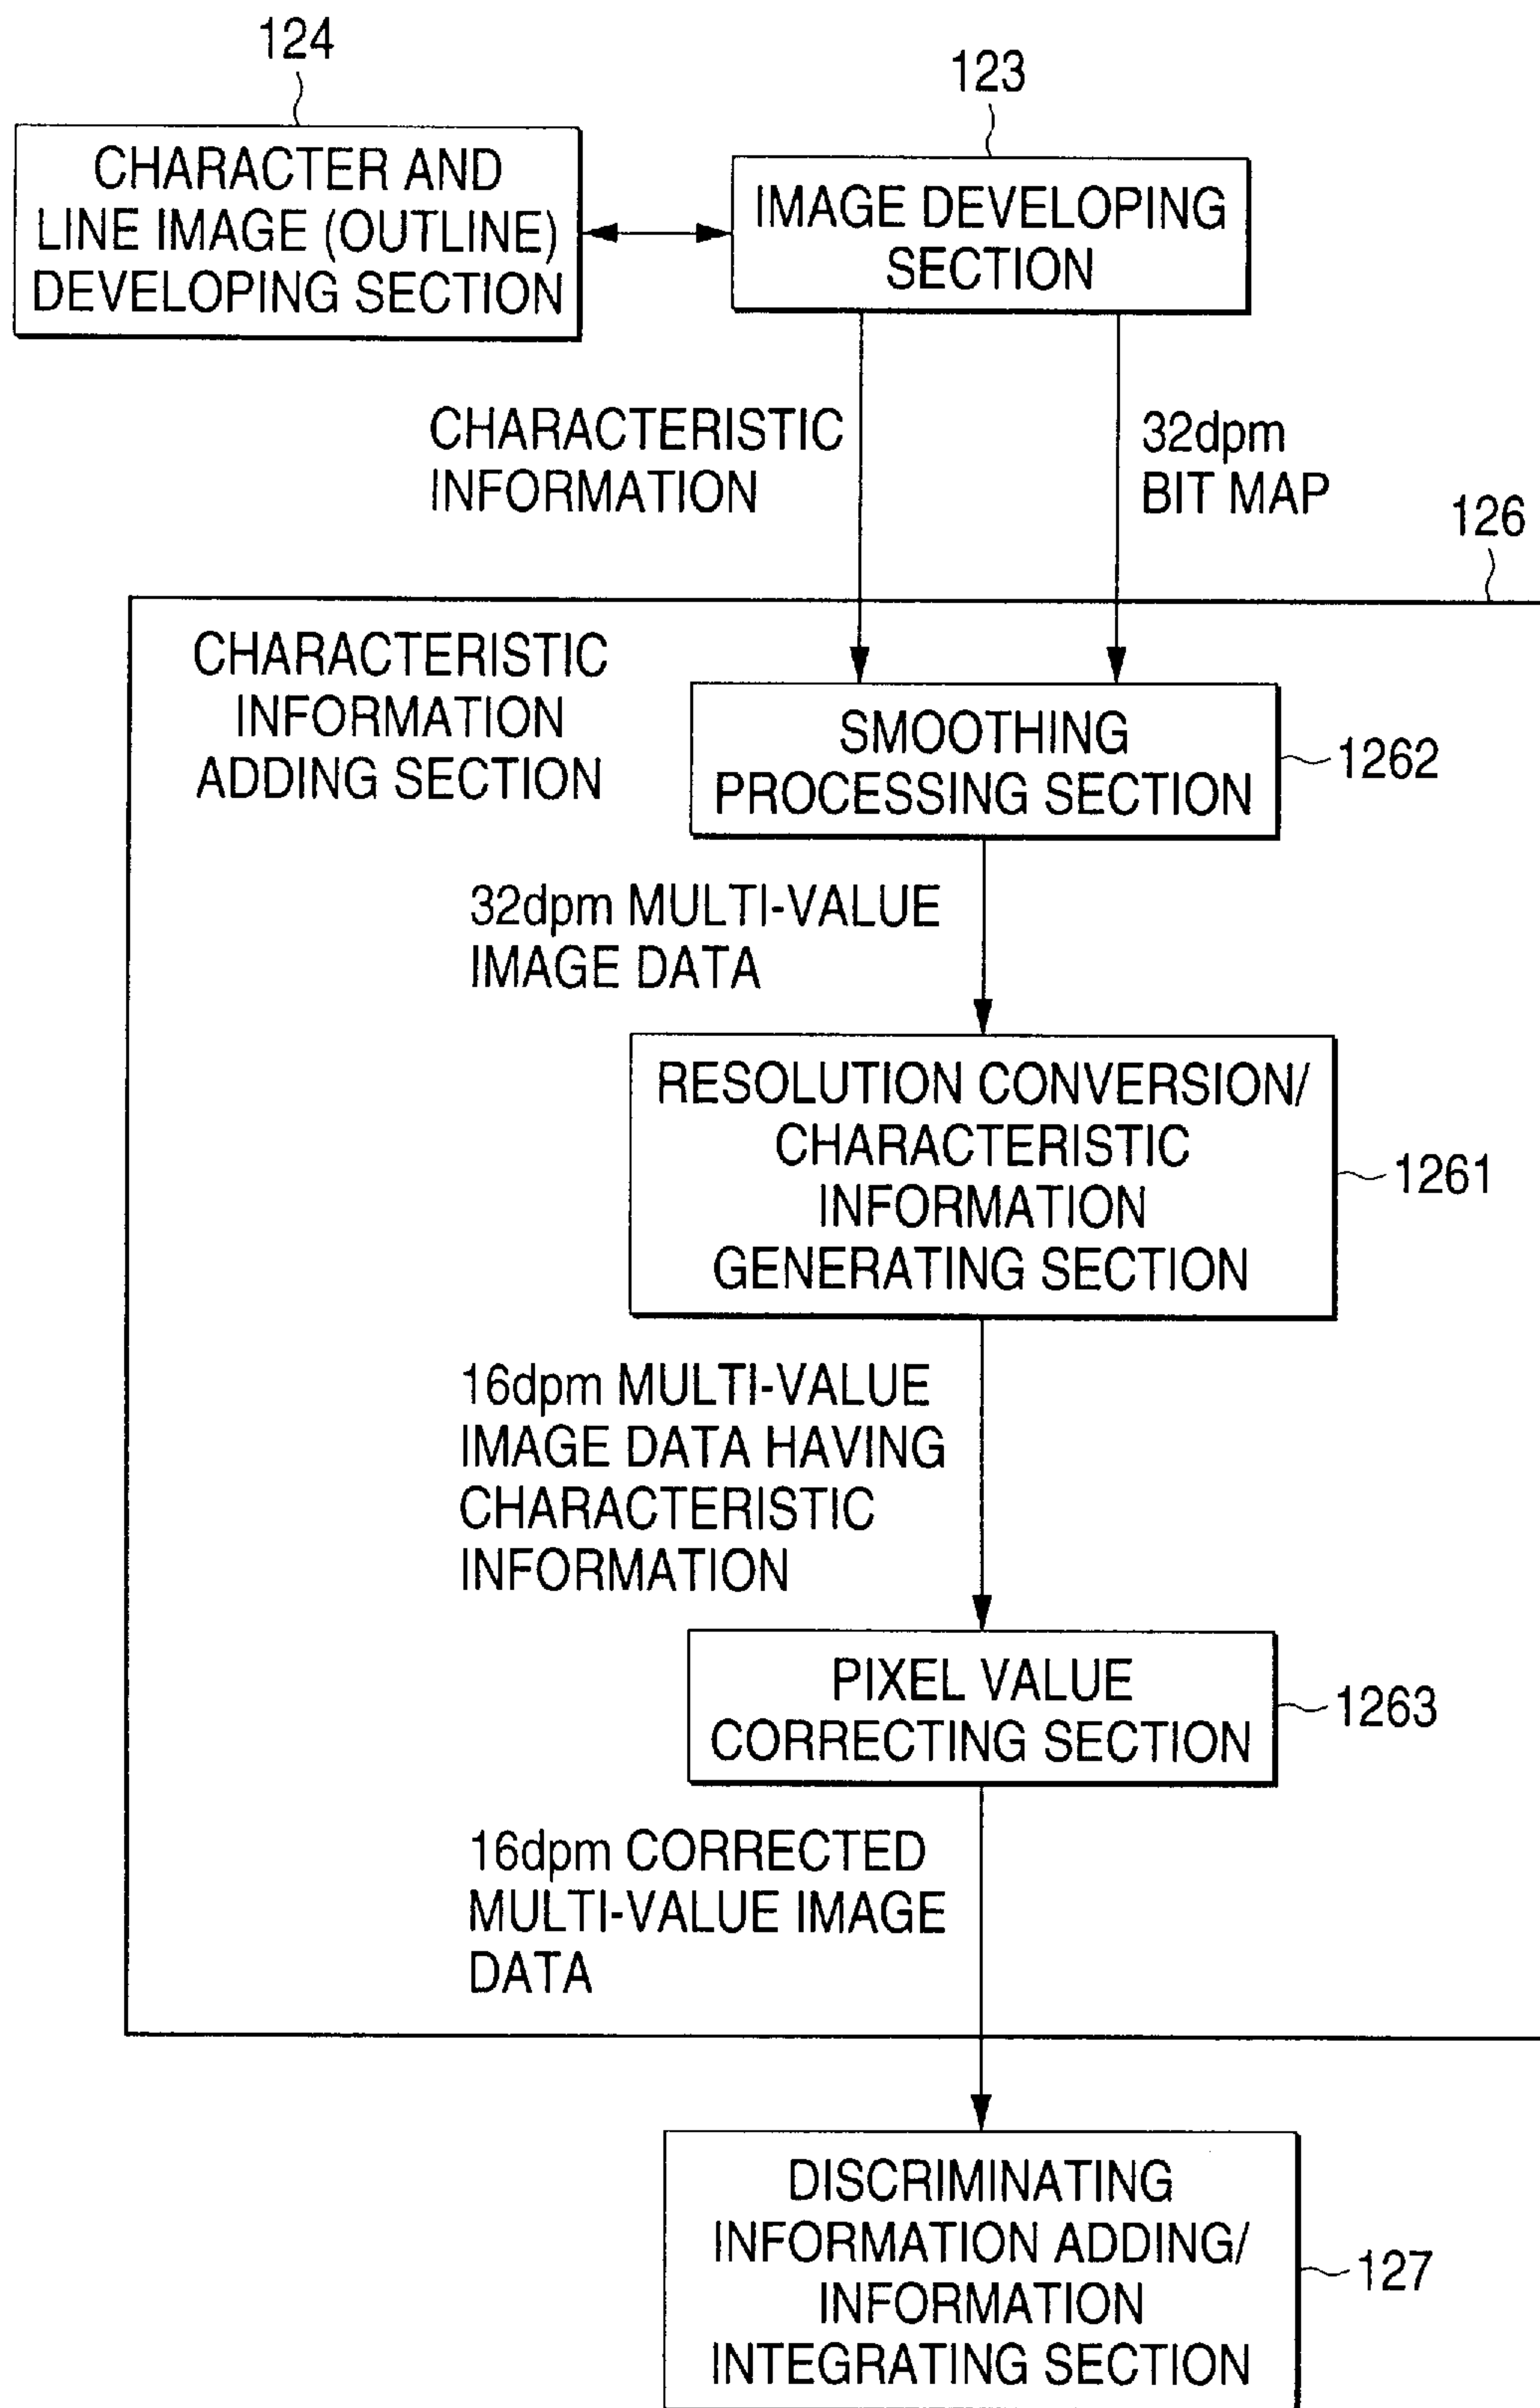 124
123
CHARACTER AND
LINE IMAGE (OUTLINE)
DEVELOPING SECTION
IMAGE DEVELOPING
SECTION
CHARACTERISTIC
INFORMATION
32dpm
BIT MAP
126
CHARACTERISTIC
INFORMATION
ADDING SECTION
SMOOTHING
PROCESSING SECTION
1262
32dpm MULTI-VALUE
IMAGE DATA
RESOLUTION CONVERSION/
CHARACTERISTIC
INFORMATION
GENERATING SECTION
1261
16dpm MULTI-VALUE
IMAGE DATA HAVING
CHARACTERISTIC
INFORMATION
PIXEL VALUE
CORRECTING SECTION
1263
16dpm CORRECTED
MULTI-VALUE IMAGE
DATA
DISCRIMINATING
INFORMATION ADDING/
INFORMATION
INTEGRATING SECTION
127